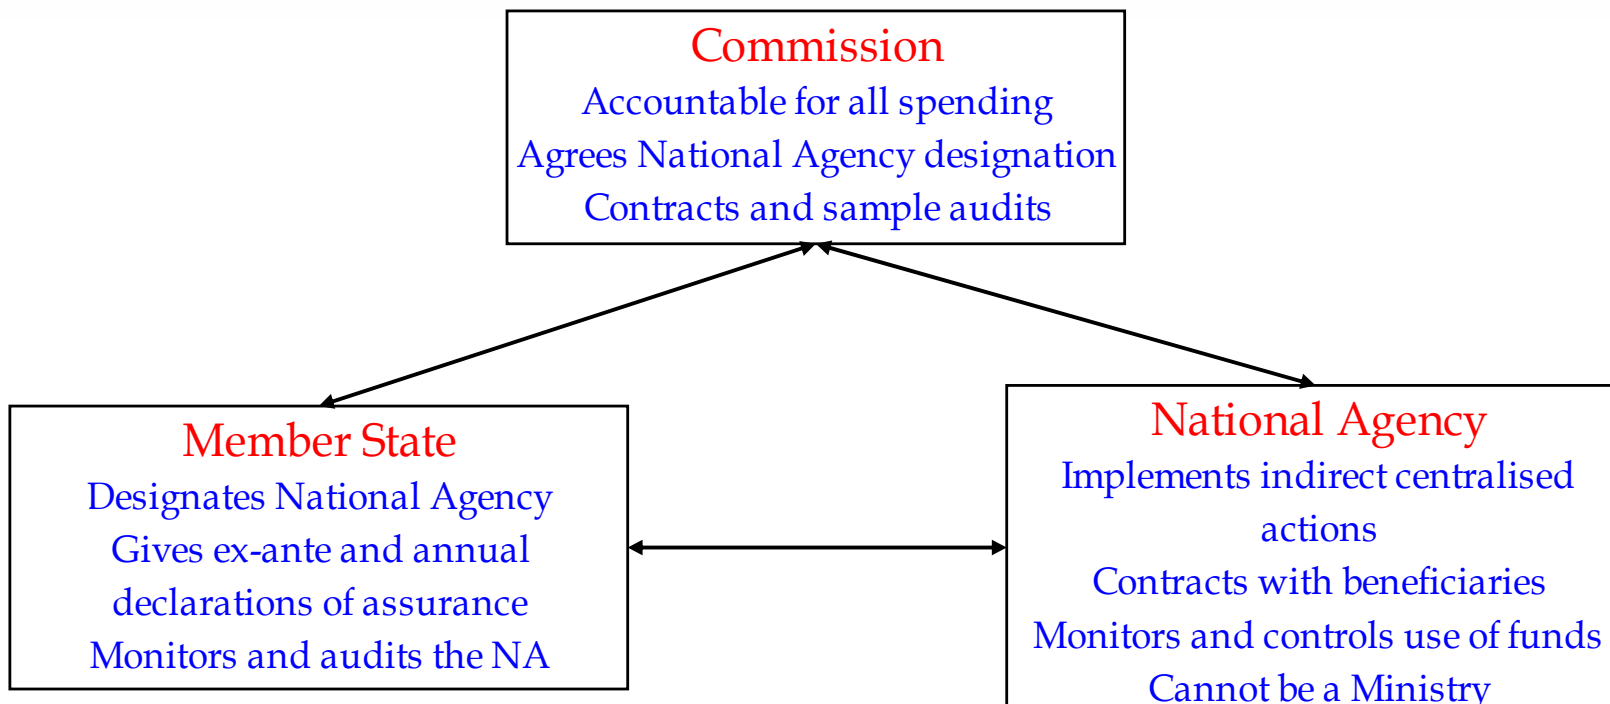 Commission
Accountable for all spending
Agrees National Agency designation
Contracts and sample audits
Member State
Designates National Agency
Gives ex-ante and annual
declarations of assurance
Monitors and audits the NA
National Agency
Implements indirect centralised
actions
Contracts with beneficiaries
Monitors and controls use of funds
Cannot be a Ministry